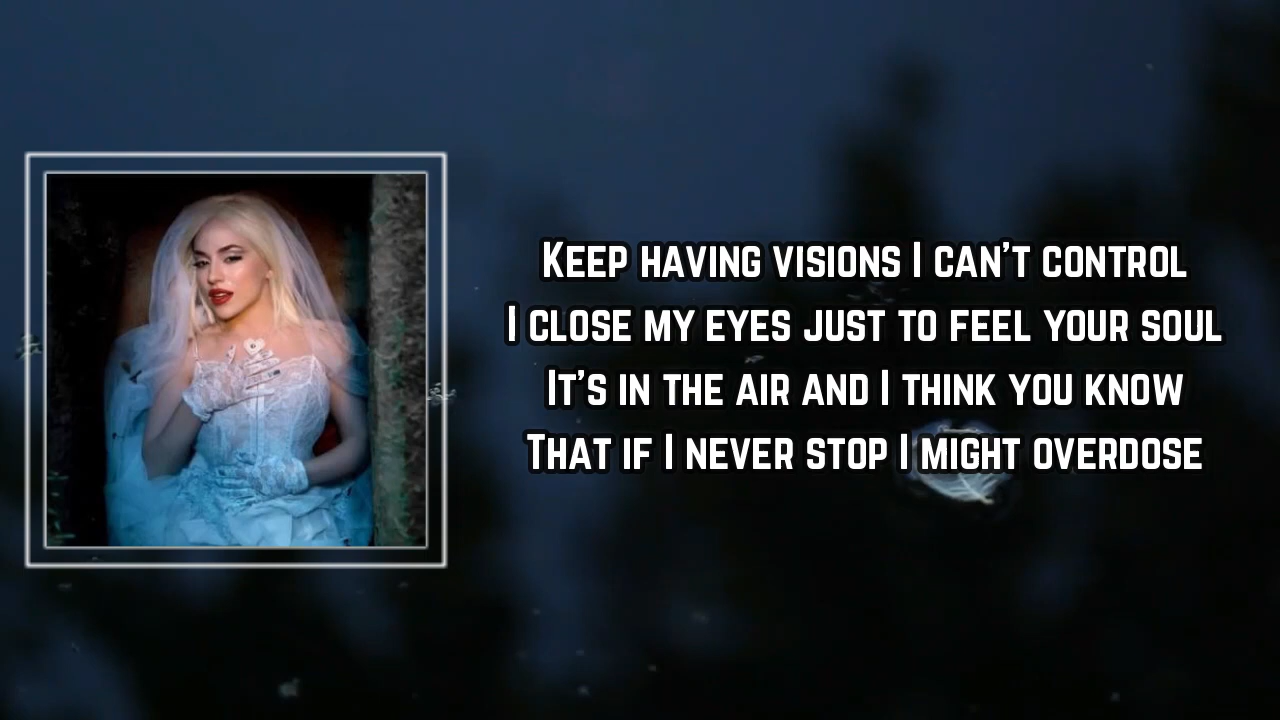 Keep having visions I can't control
I close my eyes just to feel your soul
It's in the air and I think you know
That if I never stop I might overdose